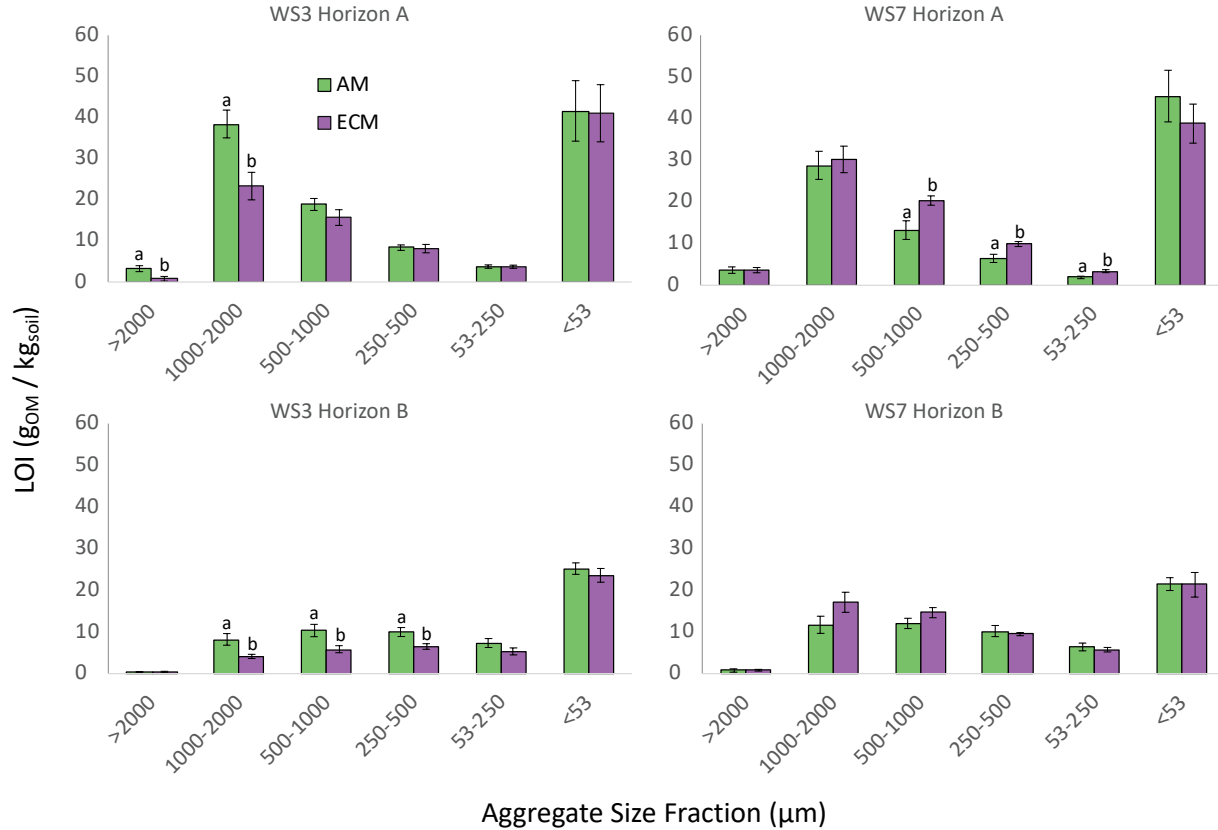 WS3 Horizon A
60
50
40
30
20
10
0
AM
ECM
a
b
a
b
>2000
1000-2000
500-1000
250-500
53-250
<53
WS7 Horizon A
60
50
40
30
20
10
0
a
b
a
b
a
b
>2000
1000-2000
500-1000
250-500
53-250
<53
LOI (gOM / kgsoil)
WS3 Horizon B
60
50
40
30
20
10
0
a
b
a
b
a
b
>2000
1000-2000
500-1000
250-500
53-250
<53
WS7 Horizon B
60
50
40
30
20
10
0
>2000
1000-2000
500-1000
250-500
53-250
<53
Aggregate Size Fraction (µm)